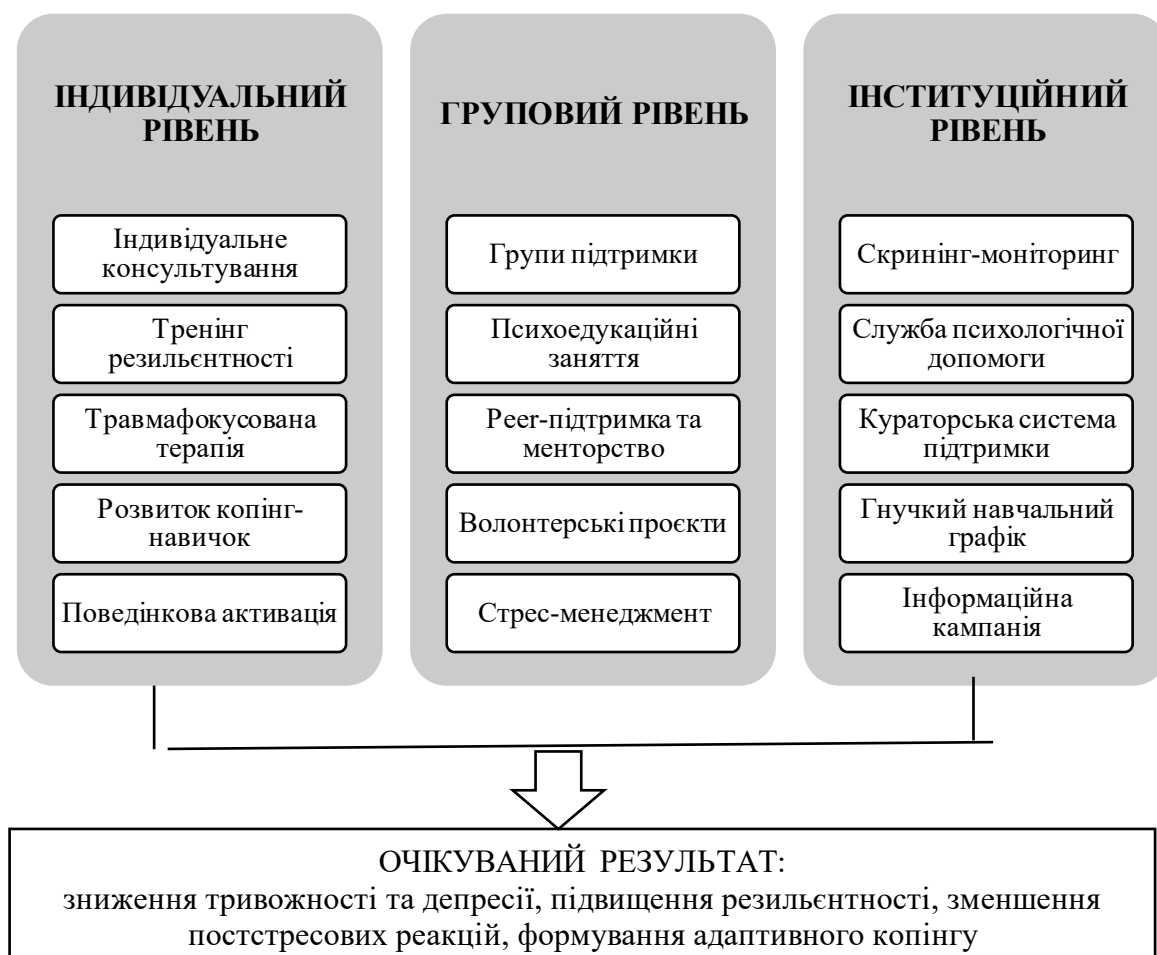 ІНДИВІДУАЛЬНИЙ
РІВЕНЬ
Індивідуальне
консультування
Тренінг
резильєнтності
Травмафокусована
терапія
Розвиток копінг-
навичок
Поведінкова активація
ГРУПОВИЙ РІВЕНЬ
Групи підтримки
Психоедукаційні
заняття
Peer-підтримка та
менторство
Волонтерські проєкти
Стрес-менеджмент
ІНСТИТУЦІЙНИЙ
РІВЕНЬ
Скринінг-моніторинг
Служба психологічної
допомоги
Кураторська система
підтримки
Гнучкий навчальний
графік
Інформаційна
кампанія
ОЧІКУВАНИЙ РЕЗУЛЬТАТ:
зниження тривожності та депресії, підвищення резильєнтності, зменшення
постстресових реакцій, формування адаптивного копінгу